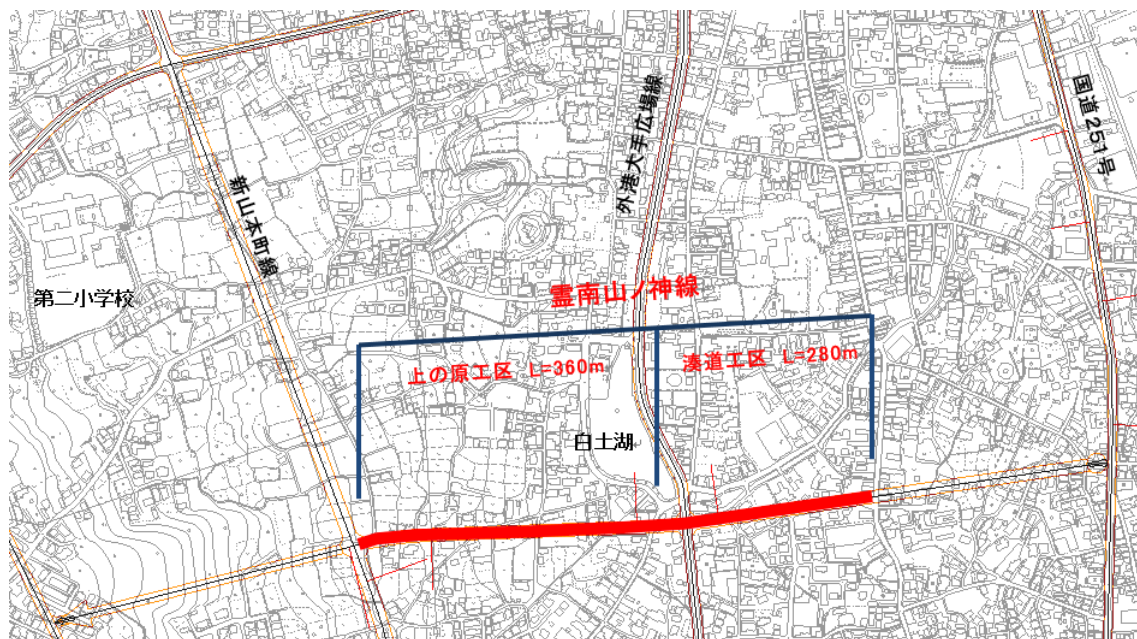 国道251号
外港大手広場線
新山本町線
第二小学校
霊南山ノ神線
上の原工区 L=360m
湊道工区 L=280m
白土湖